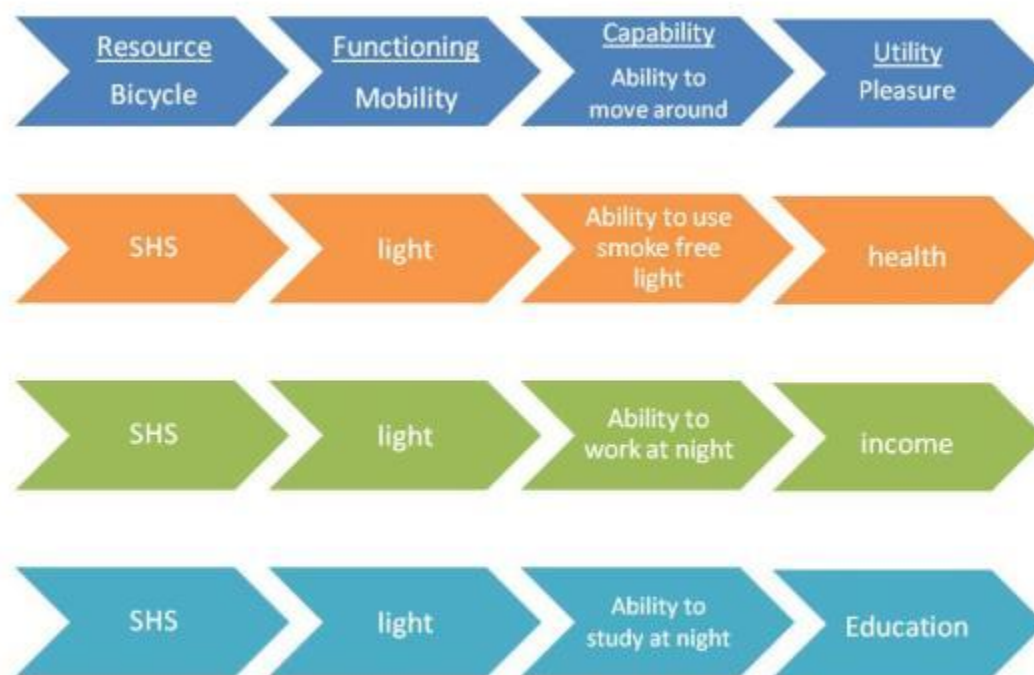 Resource
Bicycle
Functioning
Mobility
Capability
Ability to
move around
Utility
Pleasure
SHS
light
Ability to use
smoke free
light
health
SHS
light
Ability to
work at night
income
SHS
light
Ability to
study at night
Education